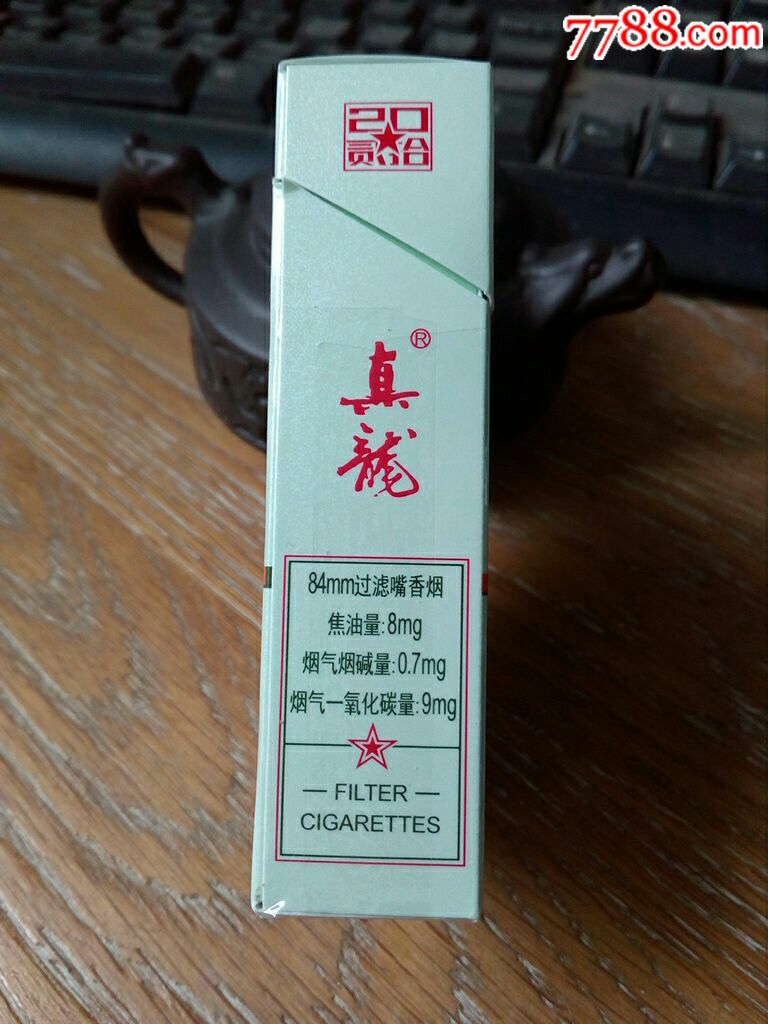 7788.com
20
贰拾
真
龍
®
84mm过滤嘴香烟
焦油量:8mg
烟气烟碱量:0.7mg
烟气一氧化碳量:9mg
FILTER
CIGARETTES